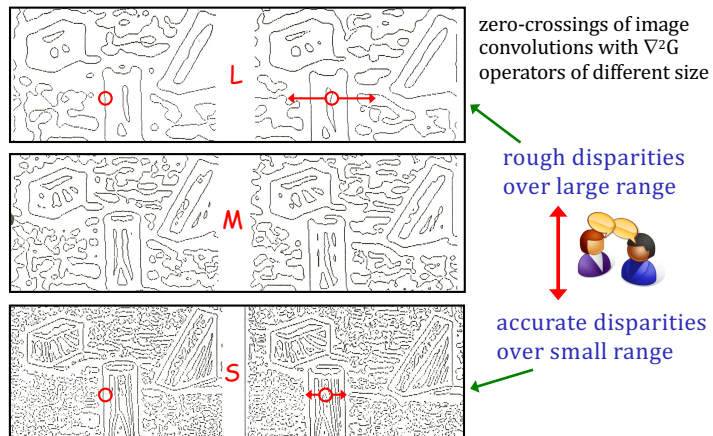 zero-crossings of image
convolutions with ∇²G
operators of different size
L
rough disparities
over large range
M
accurate disparities
over small range
S